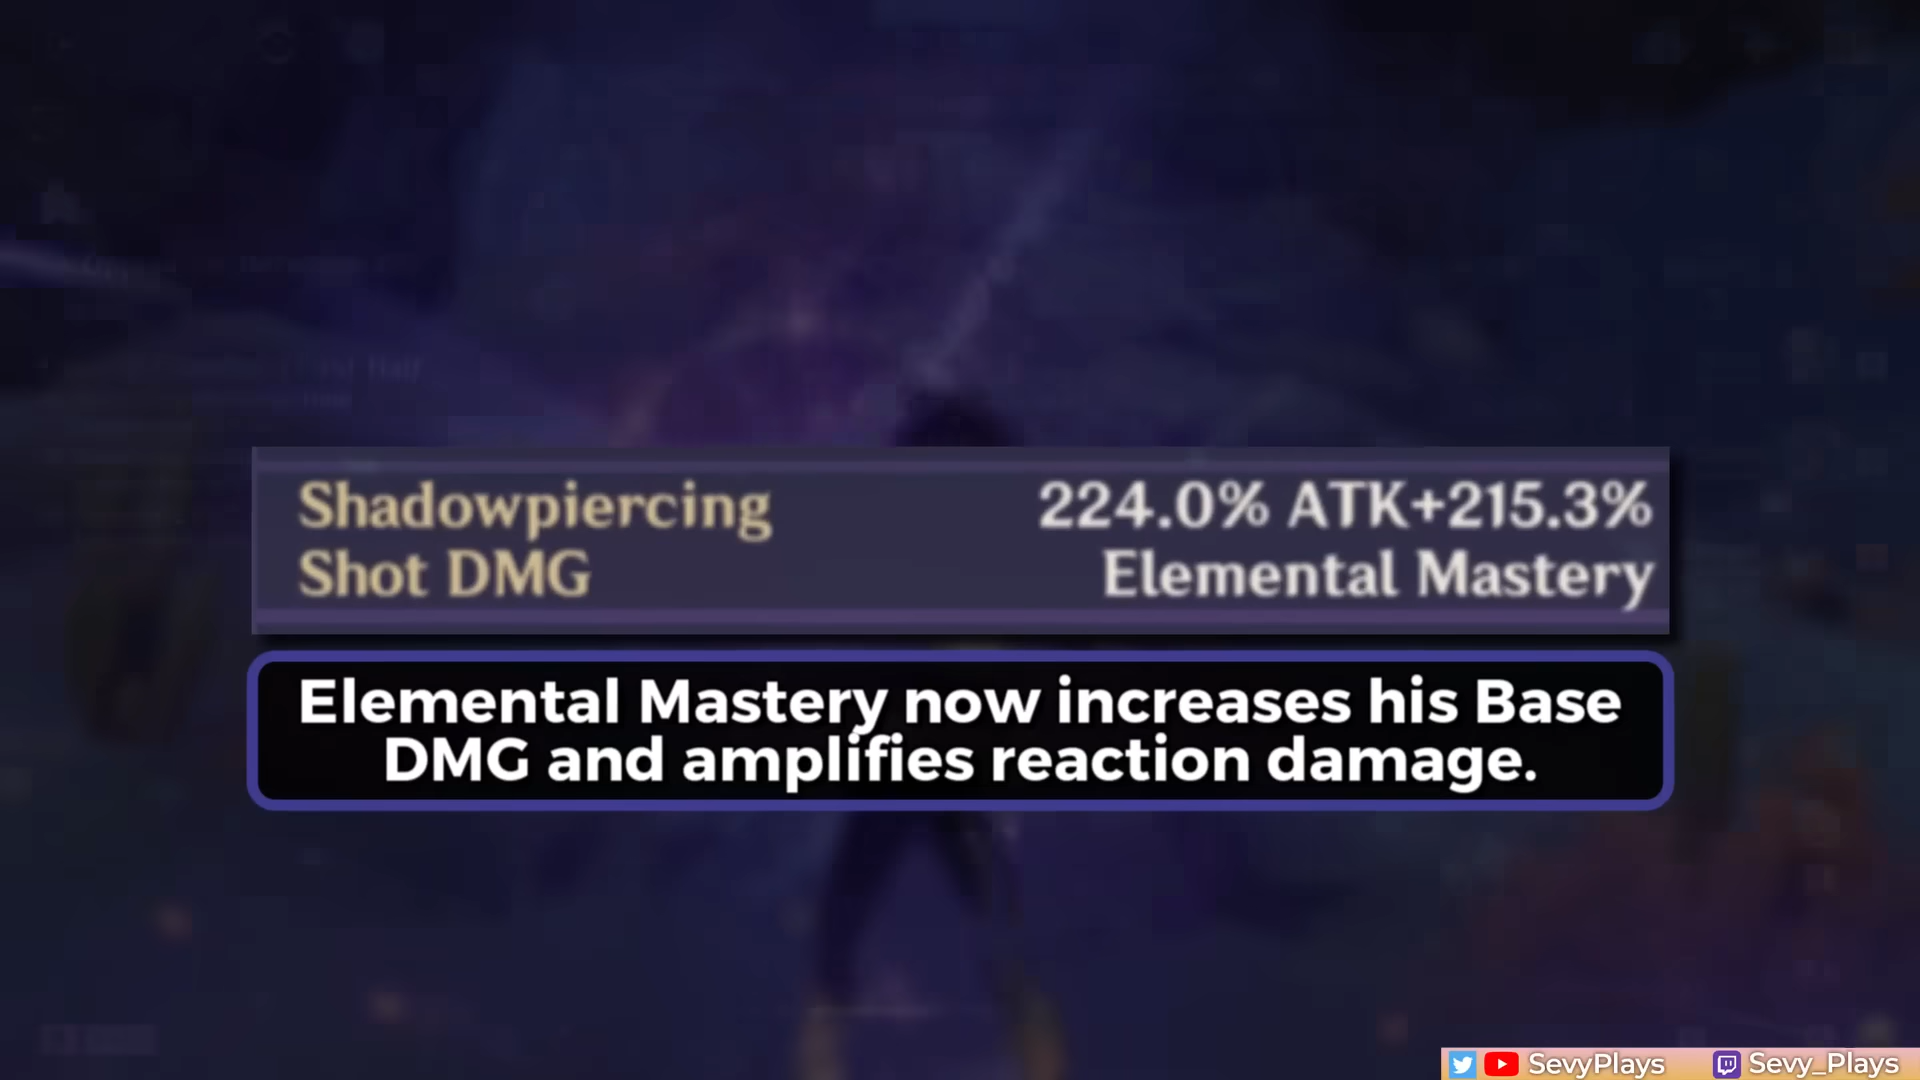 Shadowpiercing
Shot DMG
224.0% ATK+215.3%
Elemental Mastery
Elemental Mastery now increases his Base
DMG and amplifies reaction damage.
SevyPlays
Sevy_Plays